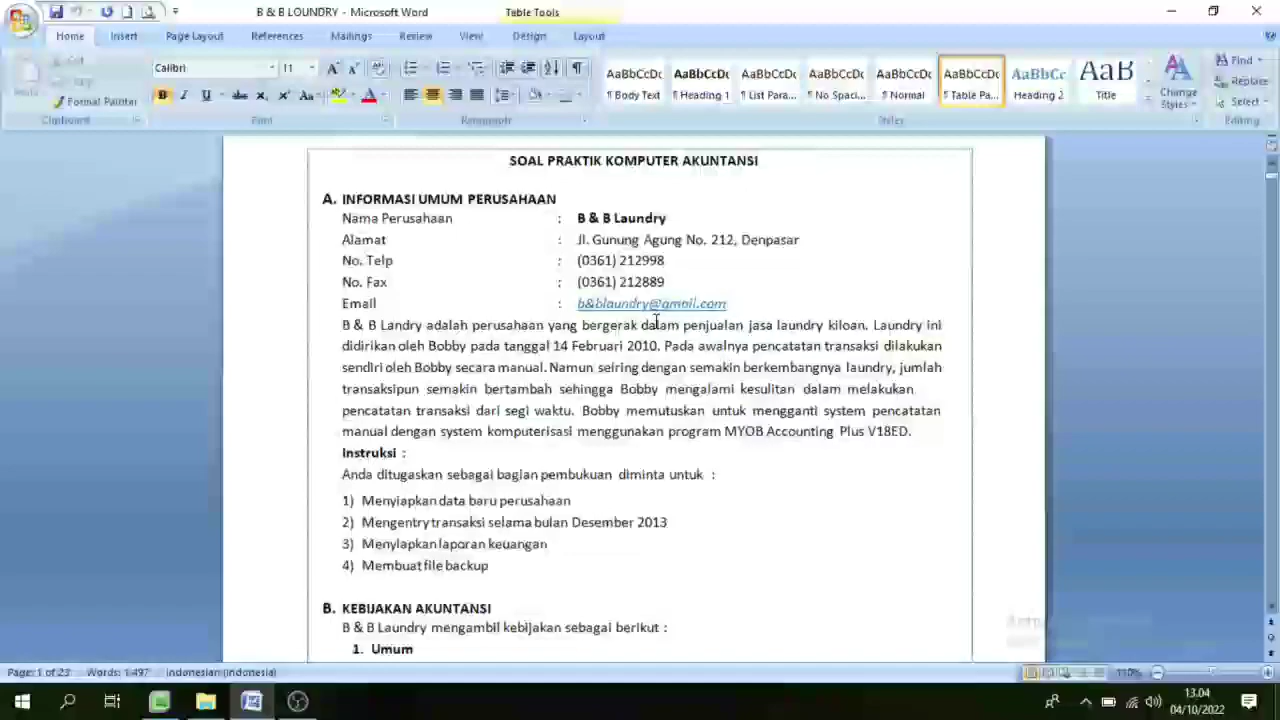 B & B LOUNDRY - Microsoft Word
Table Tools
Home Insert Page Layout References Mailings Review View Design Layout
Calibri 11
AaBbCcDc AaBbCcDc AaBbCcDc AaBbCcDc AaBbCcDc AaBbCcDc AaBbCc AaB
¶ Body Text ¶ Heading 1 ¶ List Para... ¶ No Spaci... ¶ Normal ¶ Table Pa... Heading 2 Title
Format Painter
Change Styles
Find
Replace
Select
Clipboard Font Paragraph Styles Editing
SOAL PRAKTIK KOMPUTER AKUNTANSI
A. INFORMASI UMUM PERUSAHAAN
Nama Perusahaan : B & B Laundry
Alamat : Jl. Gunung Agung No. 212, Denpasar
No. Telp : (0361) 212998
No. Fax : (0361) 212889
Email : b&blaundry@gmail.com
B & B Landry adalah perusahaan yang bergerak dalam penjualan jasa laundry kiloan. Laundry ini
didirikan oleh Bobby pada tanggal 14 Februari 2010. Pada awalnya pencatatan transaksi dilakukan
sendiri oleh Bobby secara manual. Namun seiring dengan semakin berkembangnya laundry, jumlah
transaksipun semakin bertambah sehingga Bobby mengalami kesulitan dalam melakukan
pencatatan transaksi dari segi waktu. Bobby memutuskan untuk mengganti system pencatatan
manual dengan system komputerisasi menggunakan program MYOB Accounting Plus V18ED.
Instruksi :
Anda ditugaskan sebagai bagian pembukuan diminta untuk :
1) Menyiapkan data baru perusahaan
2) Mengentry transaksi selama bulan Desember 2013
3) Menyiapkan laporan keuangan
4) Membuat file backup
B. KEBIJAKAN AKUNTANSI
B & B Laundry mengambil kebijakan sebagai berikut :
1. Umum
Page: 1 of 23 Words: 1.497 Indonesian (Indonesia) 110%
13.04
04/10/2022